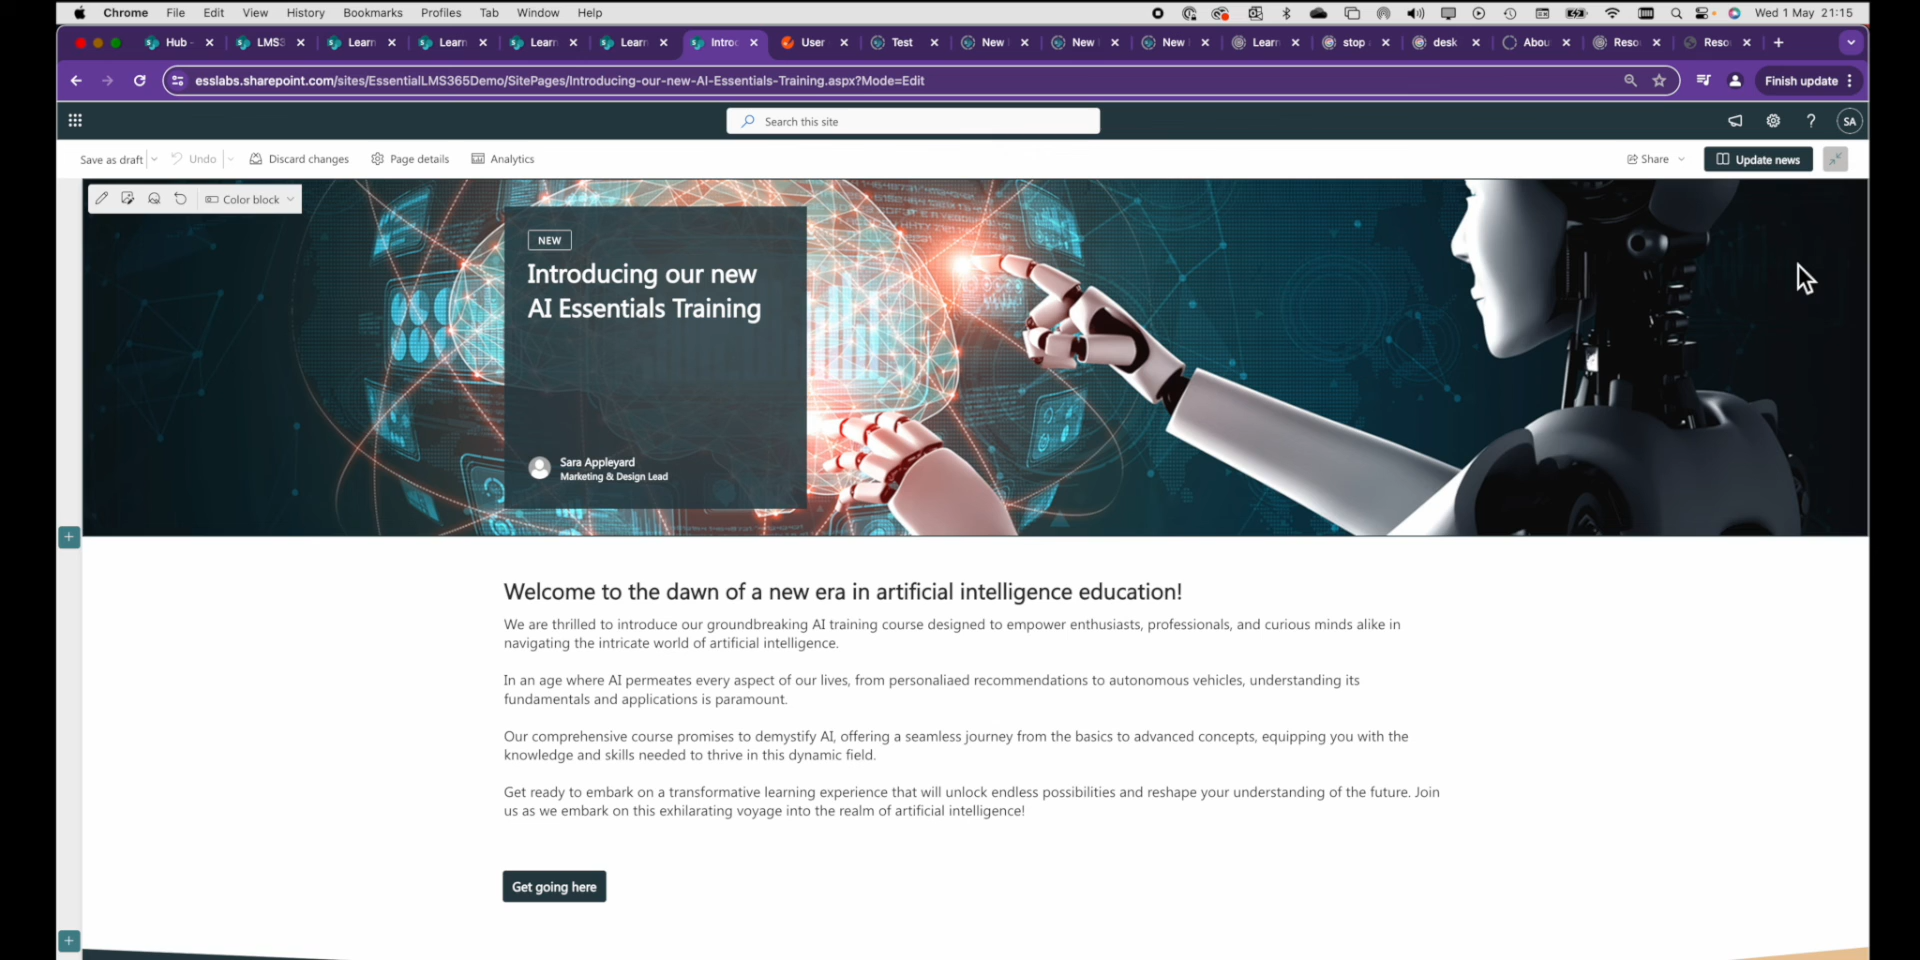 Chrome File Edit View History Bookmarks Profiles Tab Window Help Wed 1 May 21:15
Hub - LMS3 Learn Learn Learn Learn Introd User Test New New New Learn stop desk Abou Reso Reso
esslabs.sharepoint.com/sites/EssentialLMS365Demo/SitePages/Introducing-our-new-AI-Essentials-Training.aspx?Mode=Edit Finish update
Search this site SA
Save as draft Undo Discard changes Page details Analytics Share Update news
Color block
NEW
Introducing our new
AI Essentials Training
Sara Appleyard
Marketing & Design Lead
Welcome to the dawn of a new era in artificial intelligence education!
We are thrilled to introduce our groundbreaking AI training course designed to empower enthusiasts, professionals, and curious minds alike in
navigating the intricate world of artificial intelligence.
In an age where AI permeates every aspect of our lives, from personaliaed recommendations to autonomous vehicles, understanding its
fundamentals and applications is paramount.
Our comprehensive course promises to demystify AI, offering a seamless journey from the basics to advanced concepts, equipping you with the
knowledge and skills needed to thrive in this dynamic field.
Get ready to embark on a transformative learning experience that will unlock endless possibilities and reshape your understanding of the future. Join
us as we embark on this exhilarating voyage into the realm of artificial intelligence!
Get going here